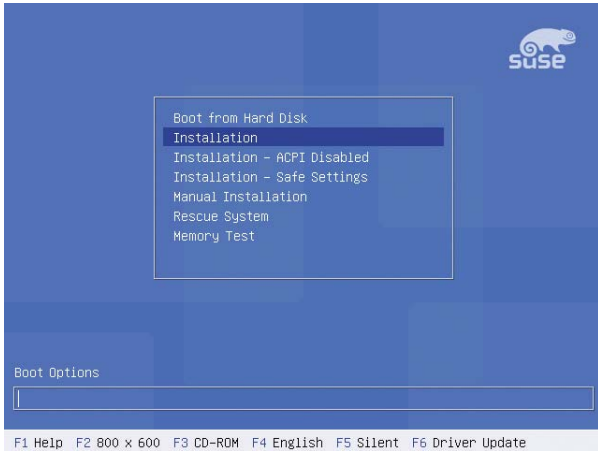 suse
Boot from Hard Disk
Installation
Installation - ACPI Disabled
Installation - Safe Settings
Manual Installation
Rescue System
Memory Test
Boot Options
F1 Help F2 800 x 600 F3 CD-ROM F4 English F5 Silent F6 Driver Update